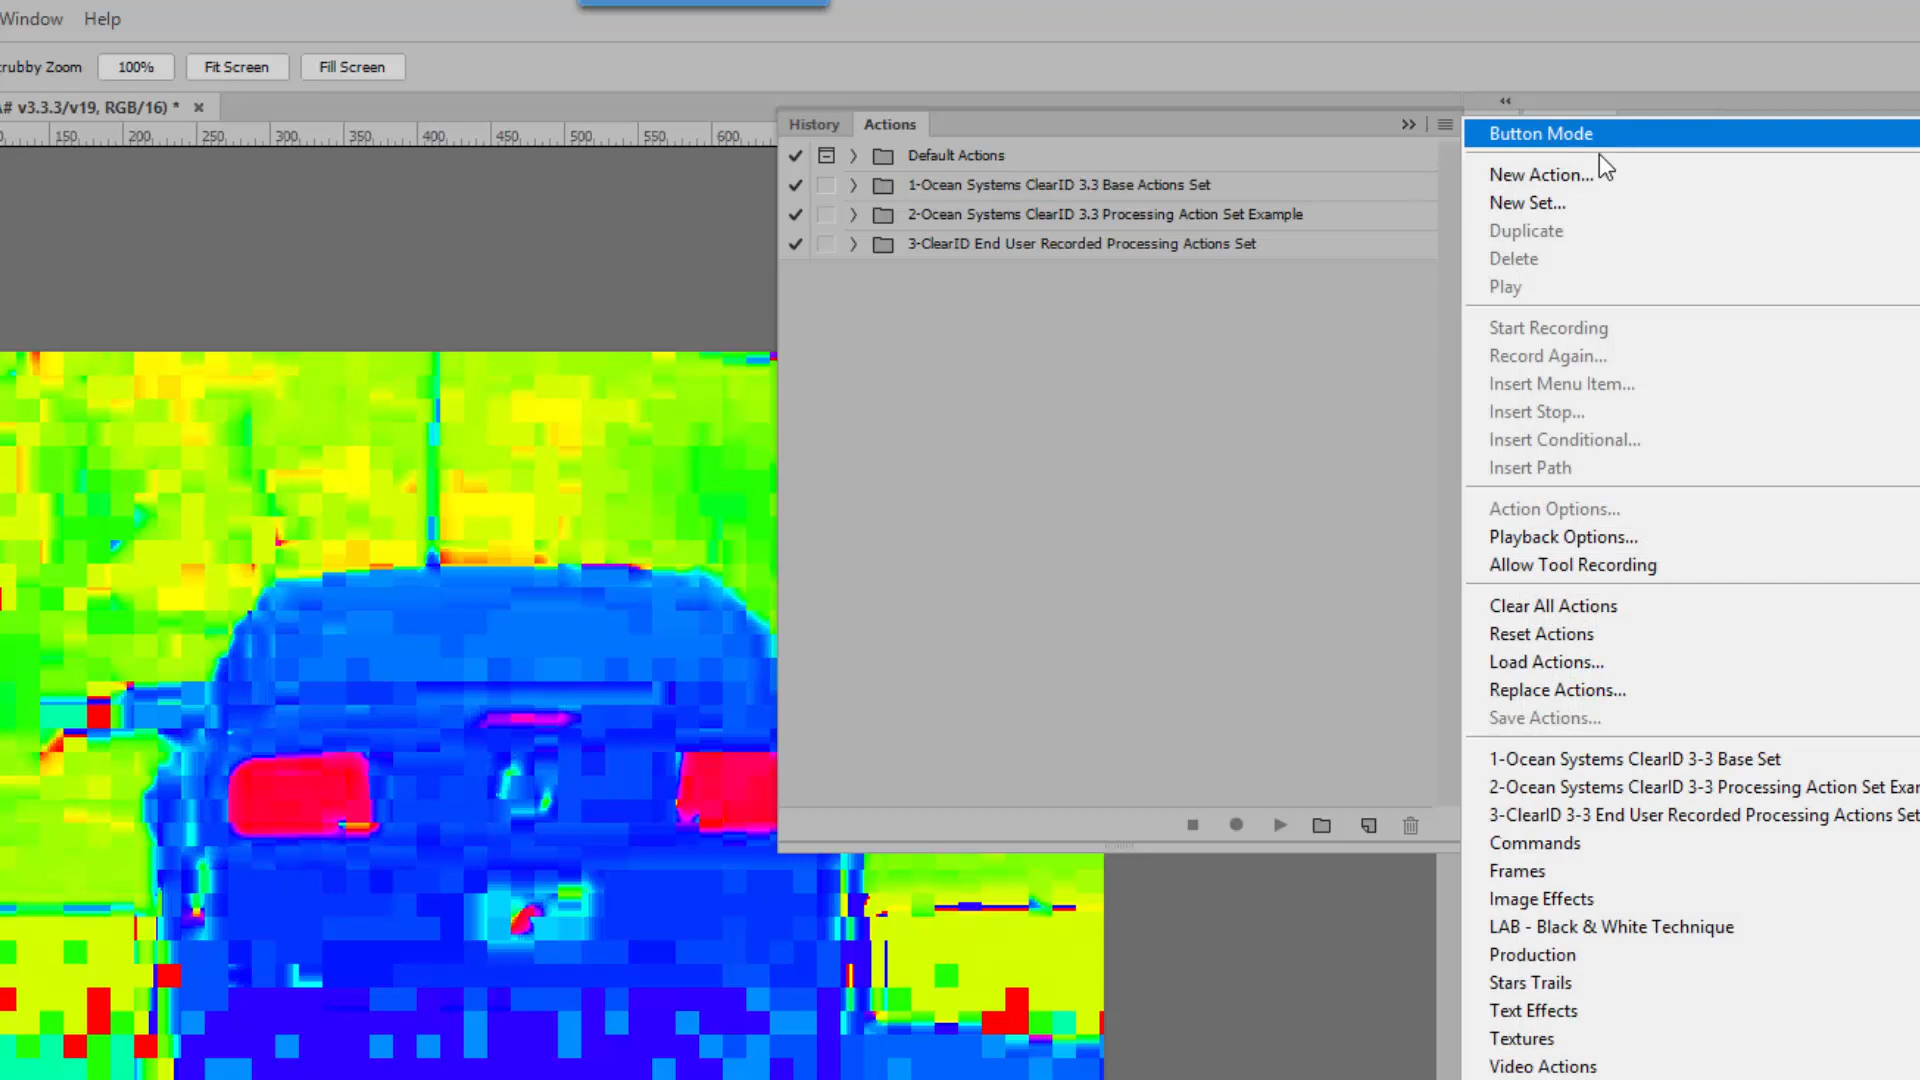 Window Help
rubby Zoom 100% Fit Screen Fill Screen
# v3.3.3/v19, RGB/16) *
150 200 250 300 350 400 450 500 550 600
History Actions
Default Actions
1-Ocean Systems ClearID 3.3 Base Actions Set
2-Ocean Systems ClearID 3.3 Processing Action Set Example
3-ClearID End User Recorded Processing Actions Set
Button Mode
New Action...
New Set...
Duplicate
Delete
Play
Start Recording
Record Again...
Insert Menu Item...
Insert Stop...
Insert Conditional...
Insert Path
Action Options...
Playback Options...
Allow Tool Recording
Clear All Actions
Reset Actions
Load Actions...
Replace Actions...
Save Actions...
1-Ocean Systems ClearID 3-3 Base Set
2-Ocean Systems ClearID 3-3 Processing Action Set Exa
3-ClearID 3-3 End User Recorded Processing Actions Set
Commands
Frames
Image Effects
LAB - Black & White Technique
Production
Stars Trails
Text Effects
Textures
Video Actions